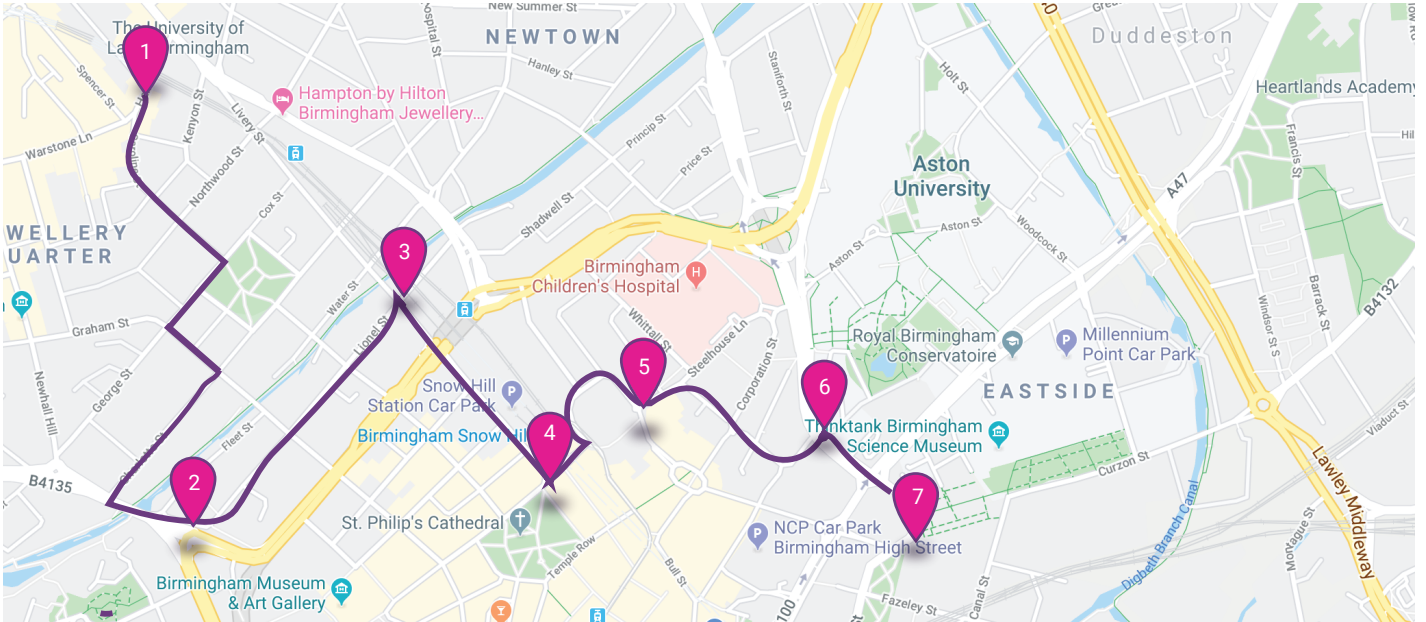 New Summer St
The University of
Birmingham
1
NEWTOWN
Duddeston
Hanley St
Spencer St
Kenyon St
Livery St
Hampton by Hilton
Birmingham Jewellery...
Staniforth St
Holt St
Heartlands Academy
Warstone Ln
Northwood St
Princip St
Price St
Francis St
Aston
University
A47
Cox St
Shadwell St
Aston St
Woodcock St
WELLERY
UARTER
3
Aston St
Birmingham
Children's Hospital
H
Water St
Graham St
Lionel St
Whittall St
Steelhouse Ln
Barrack St
B4132
Windsor St S
Royal Birmingham
Conservatoire
P
Millennium
Point Car Park
5
George St
Newhall Hill
Corporation St
Snow Hill
Station Car Park
P
6
EASTSIDE
Charlotte St
Fleet St
Birmingham Snow Hill
4
Thinktank Birmingham
Science Museum
Viaduct St
Curzon St
B4135
2
7
Lawley Middleway
St. Philip's Cathedral
NCP Car Park
Birmingham High Street
P
Digbeth Branch Canal
Montague St
Temple Row
Bull St
Birmingham Museum
& Art Gallery
Fazeley St
Canal St
100